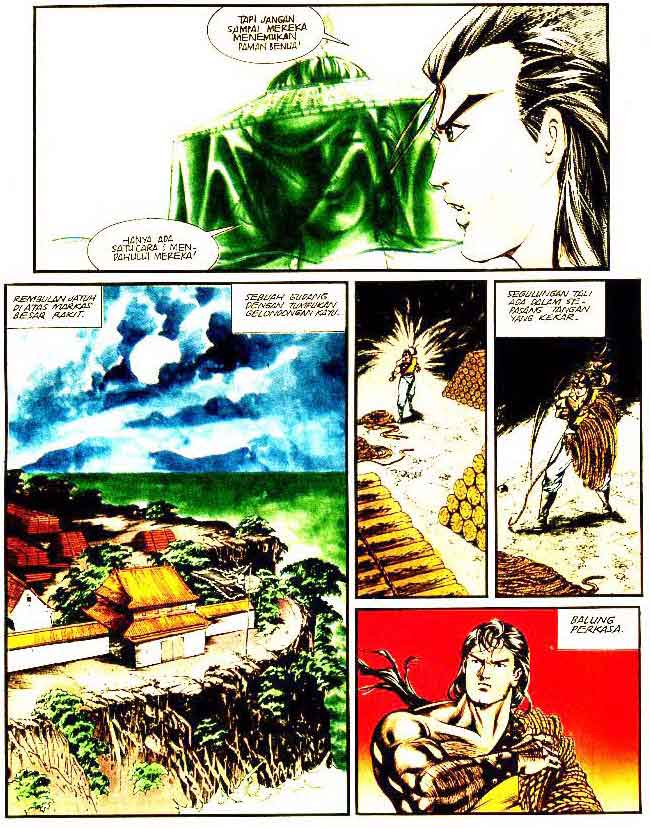 TAPI JANGAN
SAMPAI MEREKA
MENEMUKAN
PAMAN BENUA!
HANYA ADA
SATU CARA : MEN-
DAHULUI MEREKA!
REMBULAN JATUH
DI ATAS MARKAS
BESAR RAKIT.
SEBUAH GUDANG
DENGAN TUMPUKAN
GELONDONGAN KAYU.
SEGULUNGAN TALI
ADA DALAM SE-
PASANG TANGAN
YANG KEKAR.
BALUNG
PERKASA.